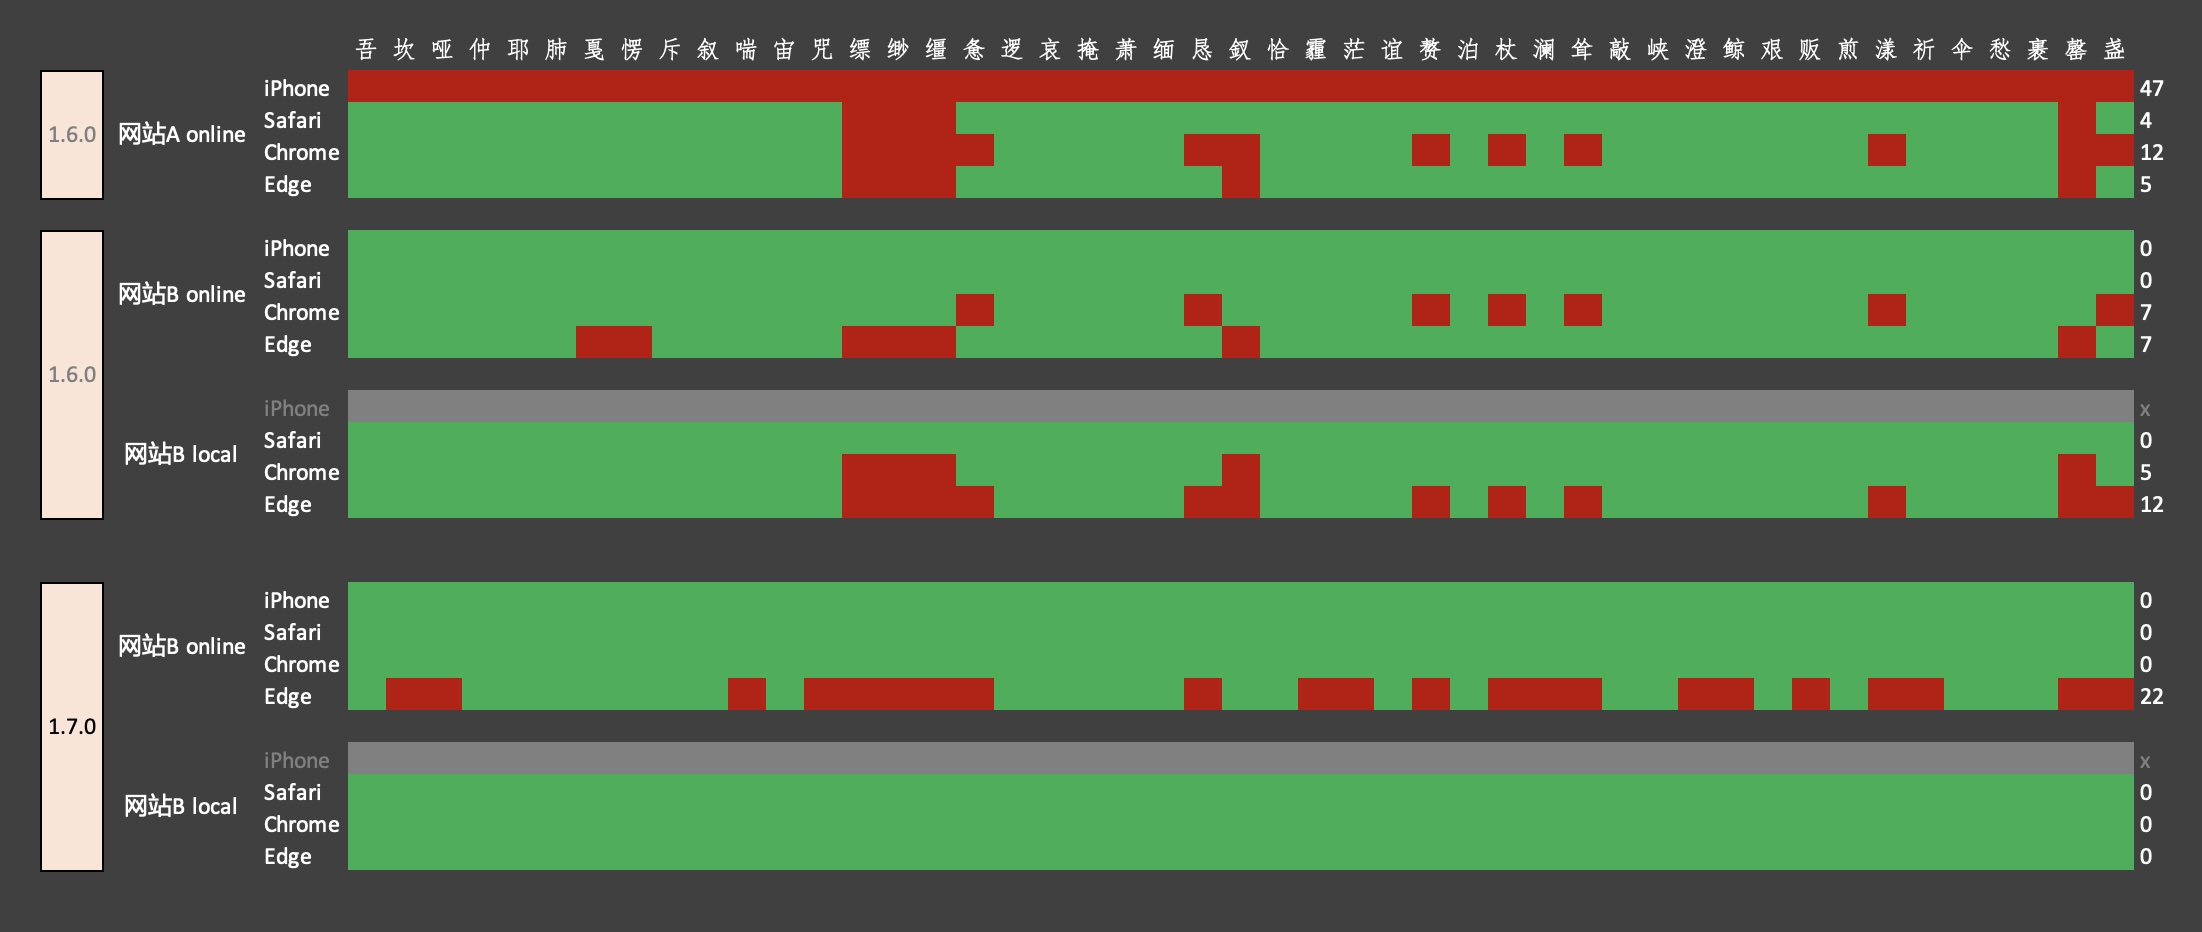 吾 坎 哑 仲 耶 肺 戛 愣 斥 叙 喘 宙 咒 缥 缈 缰 惫 逻 哀 掩 萧 缅 恳 钗 恰 霾 茫 谊 赘 泊 杖 澜 耸 敲 峡 澄 鲸 艰 贩 煎 漾 祈 伞 愁 裹 馨 盏
1.6.0
网站A online
iPhone 47
Safari 4
Chrome 12
Edge 5
1.6.0
网站B online
iPhone 0
Safari 0
Chrome 7
Edge 7
网站B local
iPhone x
Safari 0
Chrome 5
Edge 12
1.7.0
网站B online
iPhone 0
Safari 0
Chrome 0
Edge 22
网站B local
iPhone x
Safari 0
Chrome 0
Edge 0